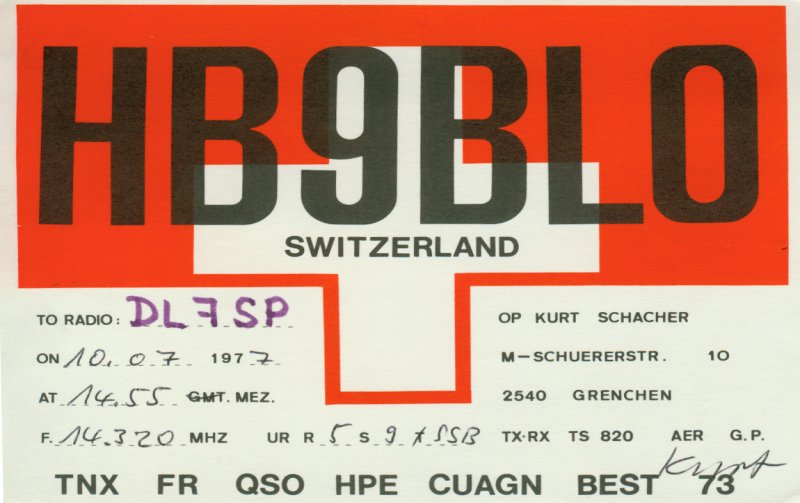 HB9BLO
SWITZERLAND
TO RADIO: DL7SP
OP KURT SCHACHER
ON 10.07 1977
M-SCHUERERSTR. 10
AT 14.55 GMT. MEZ.
2540 GRENCHEN
F. 14.320 MHZ UR R 5 S 9 + SSB TX-RX TS 820 AER G.P.
Kurt
TNX FR QSO HPE CUAGN BEST 73